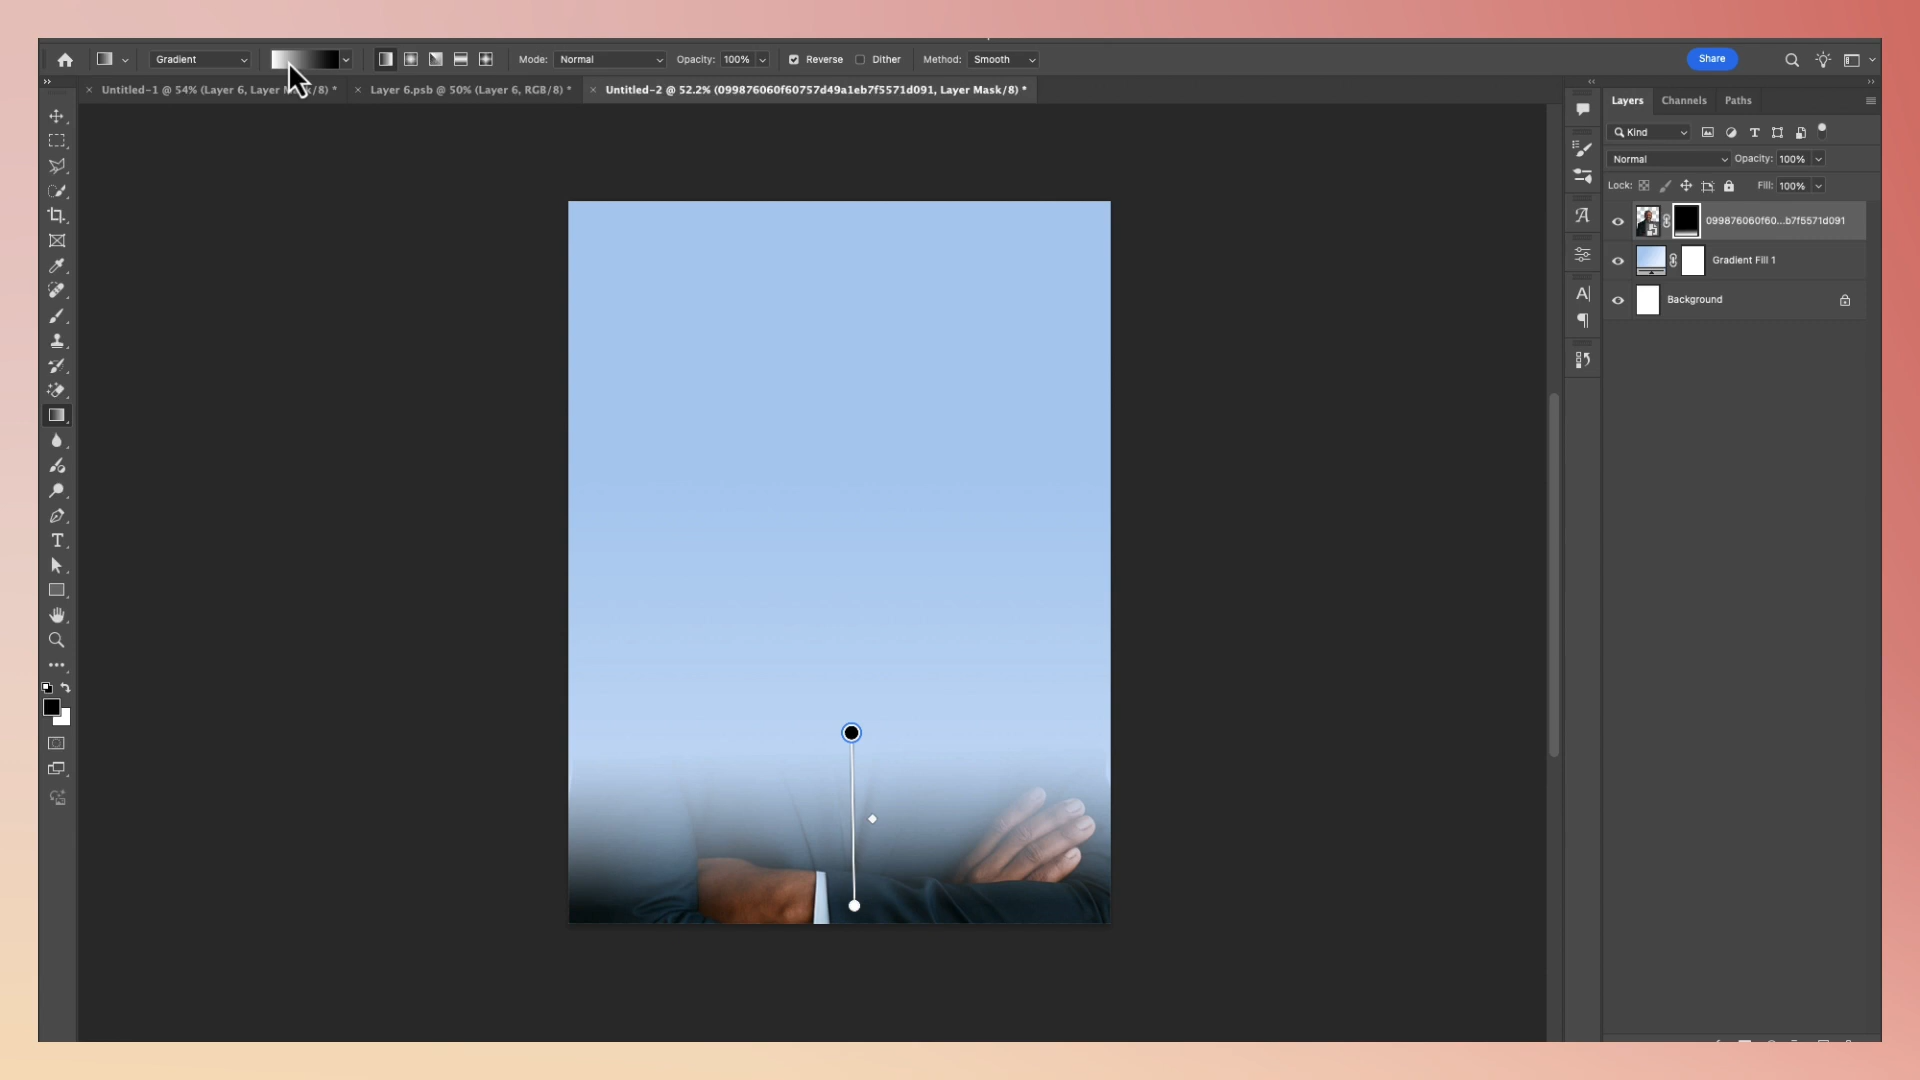 Gradient Mode: Normal Opacity: 100% Reverse Dither Method: Smooth Share
Untitled-1 @ 54% (Layer 6, Layer Mask/8) * Layer 6.psb @ 50% (Layer 6, RGB/8) * Untitled-2 @ 52.2% (099876060f60757d49a1eb7f5571d091, Layer Mask/8) *
Layers Channels Paths
Kind
Normal Opacity: 100%
Lock: Fill: 100%
099876060f60...b7f5571d091
Gradient Fill 1
Background